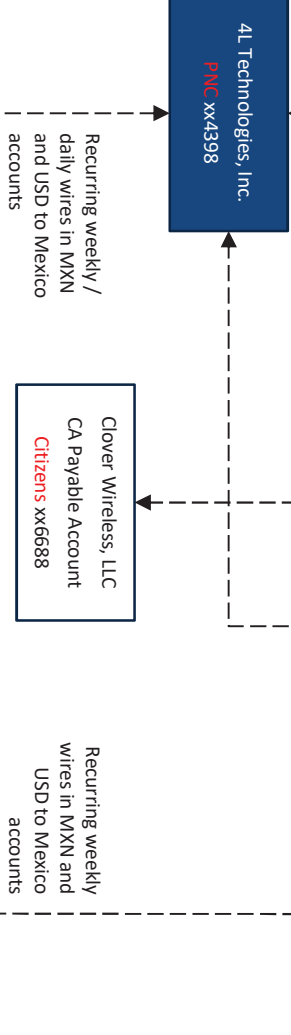 4L Technologies, Inc.
PNC xx4398
Recurring weekly /
daily wires in MXN
and USD to Mexico
accounts
Clover Wireless, LLC
CA Payable Account
Citizens xx6688
Recurring weekly
wires in MXN and
USD to Mexico
accounts